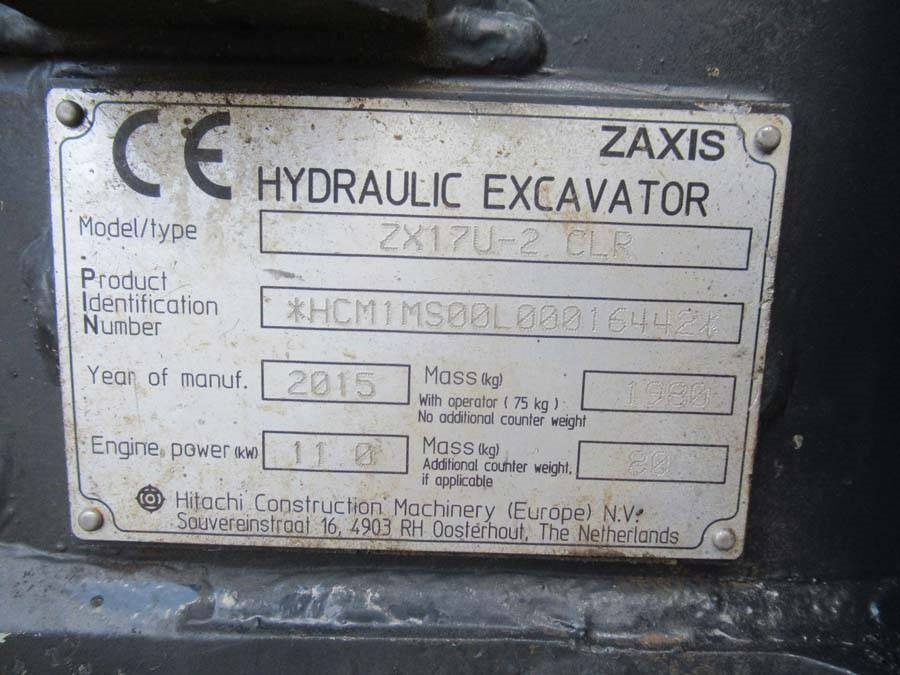 CE
ZAXIS
HYDRAULIC EXCAVATOR
Model/type ZX17U-2 CLR
Product
Identification
Number *HCM1MS00L00016442*
Year of manuf. 2015
Mass (kg)
With operator ( 75 kg )
No additional counter weight
1980
Engine power (kW) 11 0
Mass (kg)
Additional counter weight,
if applicable
80
Hitachi Construction Machinery (Europe) N.V.
Souvereinstraat 16, 4903 RH Oosterhout, The Netherlands